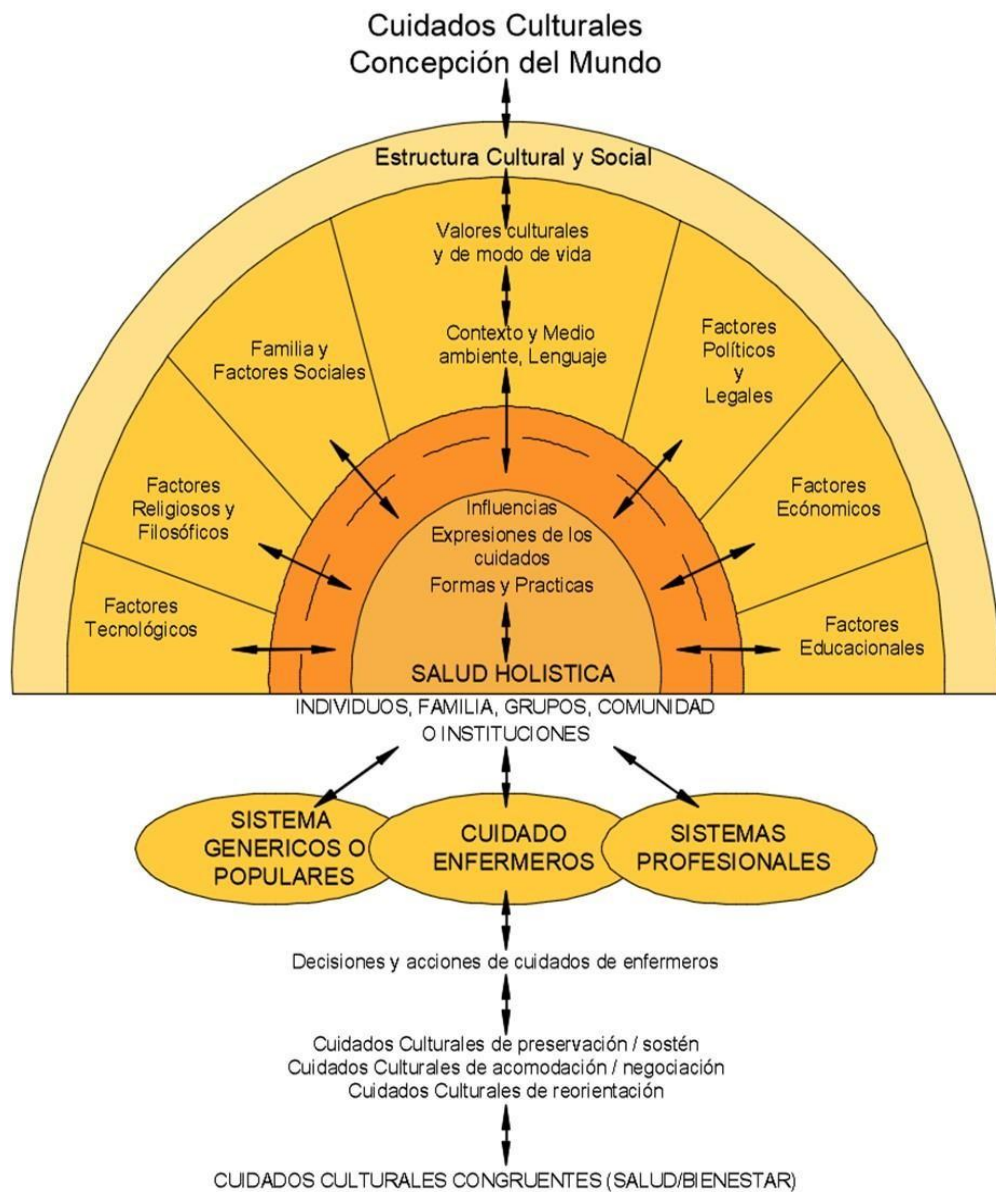 Cuidados Culturales
Concepción del Mundo
Estructura Cultural y Social
Valores culturales
y de modo de vida
Contexto y Medio
ambiente, Lenguaje
Familia y
Factores Sociales
Factores
Políticos
y
Legales
Factores
Religiosos y
Filosóficos
Factores
Ecónomicos
Factores
Tecnológicos
Factores
Educacionales
Influencias
Expresiones de los
cuidados
Formas y Practicas
SALUD HOLISTICA
INDIVIDUOS, FAMILIA, GRUPOS, COMUNIDAD
O INSTITUCIONES
SISTEMA
GENERICOS O
POPULARES
CUIDADO
ENFERMEROS
SISTEMAS
PROFESIONALES
Decisiones y acciones de cuidados de enfermeros
Cuidados Culturales de preservación / sostén
Cuidados Culturales de acomodación / negociación
Cuidados Culturales de reorientación
CUIDADOS CULTURALES CONGRUENTES (SALUD/BIENESTAR)